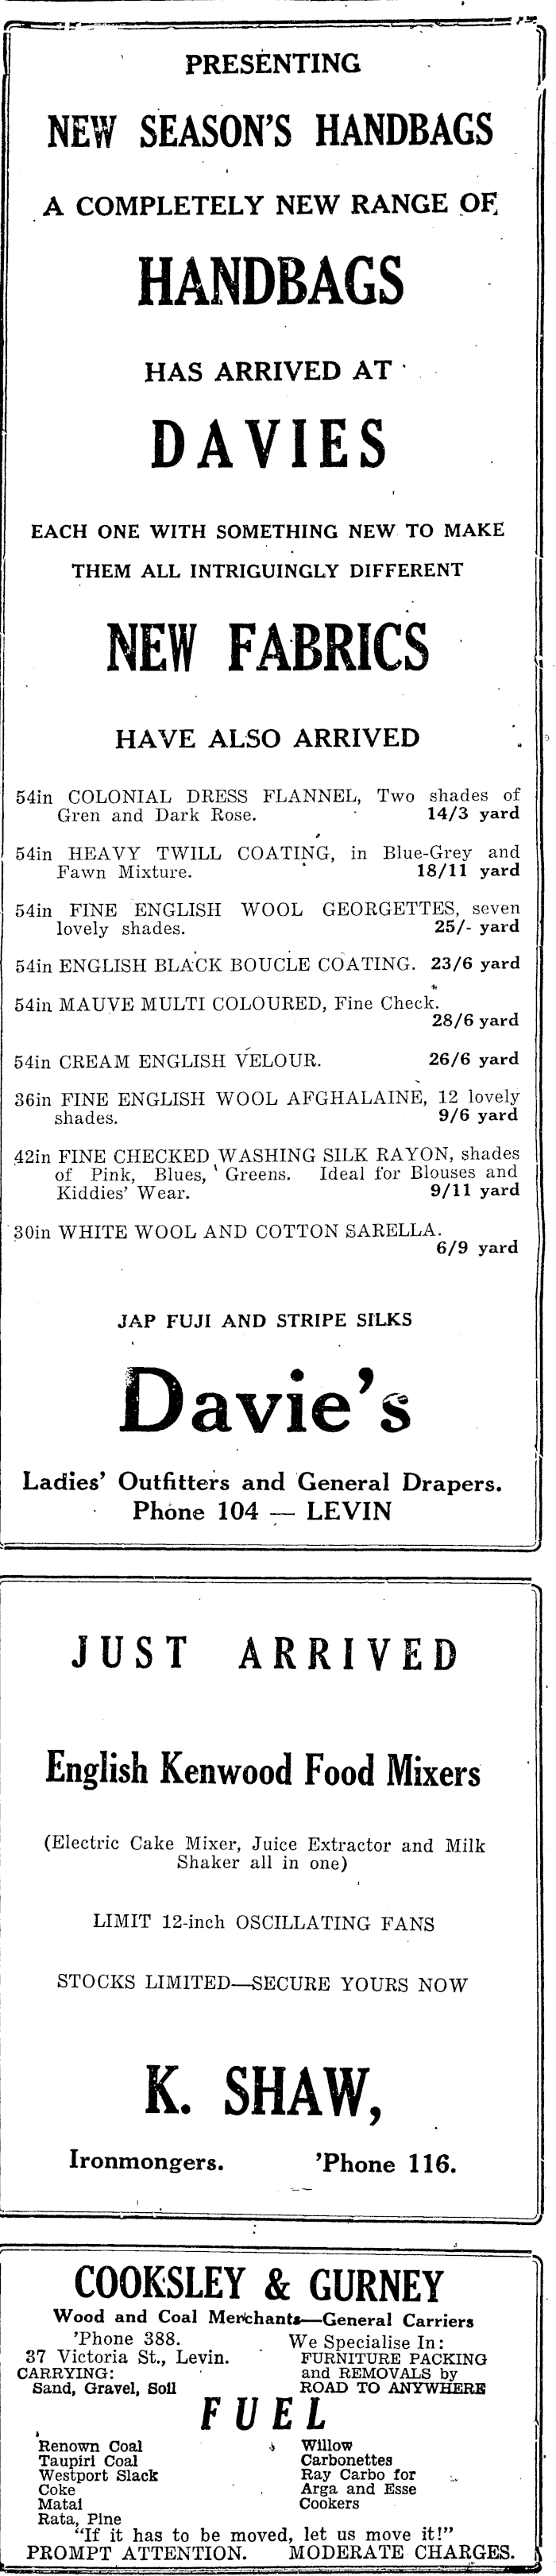 PRESENTING
NEW SEASON'S HANDBAGS
A COMPLETELY NEW RANGE OF
HANDBAGS
HAS ARRIVED AT
DAVIES
EACH ONE WITH SOMETHING NEW TO MAKE
THEM ALL INTRIGUINGLY DIFFERENT
NEW FABRICS
HAVE ALSO ARRIVED
54in COLONIAL DRESS FLANNEL, Two shades of
Gren and Dark Rose. 14/3 yard
54in HEAVY TWILL COATING, in Blue-Grey and
Fawn Mixture. 18/11 yard
54in FINE ENGLISH WOOL GEORGETTES, seven
lovely shades. 25/- yard
54in ENGLISH BLACK BOUCLE COATING. 23/6 yard
54in MAUVE MULTI COLOURED, Fine Check.
28/6 yard
54in CREAM ENGLISH VELOUR. 26/6 yard
36in FINE ENGLISH WOOL AFGHALAINE, 12 lovely
shades. 9/6 yard
42in FINE CHECKED WASHING SILK RAYON, shades
of Pink, Blues, Greens. Ideal for Blouses and
Kiddies' Wear. 9/11 yard
30in WHITE WOOL AND COTTON SARELLA.
6/9 yard
JAP FUJI AND STRIPE SILKS
Davie's
Ladies' Outfitters and General Drapers.
Phone 104 — LEVIN
JUST ARRIVED
English Kenwood Food Mixers
(Electric Cake Mixer, Juice Extractor and Milk
Shaker all in one)
LIMIT 12-inch OSCILLATING FANS
STOCKS LIMITED—SECURE YOURS NOW
K. SHAW,
Ironmongers. 'Phone 116.
COOKSLEY & GURNEY
Wood and Coal Merchants—General Carriers
'Phone 388. We Specialise In:
37 Victoria St., Levin. FURNITURE PACKING
CARRYING: and REMOVALS by
Sand, Gravel, Soil ROAD TO ANYWHERE
FUEL
Renown Coal Willow
Taupiri Coal Carbonettes
Westport Slack Ray Carbo for
Coke Arga and Esse
Matai Cookers
Rata, Pine
"If it has to be moved, let us move it!"
PROMPT ATTENTION. MODERATE CHARGES.